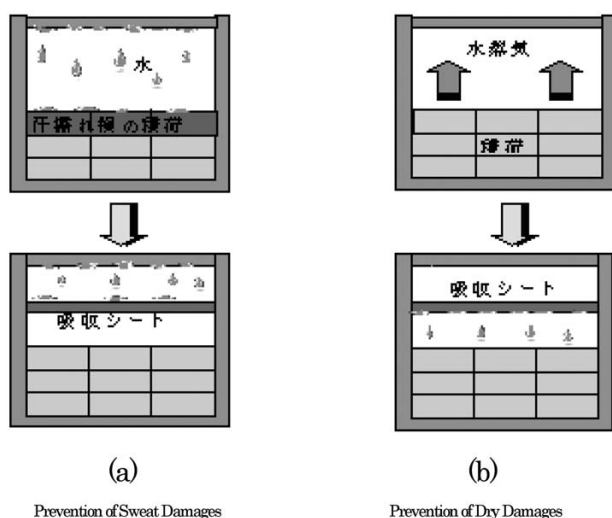 水
汗濡れ損の積荷
吸収シート
(a)
Prevention of Sweat Damages
水蒸気
積荷
吸収シート
(b)
Prevention of Dry Damages